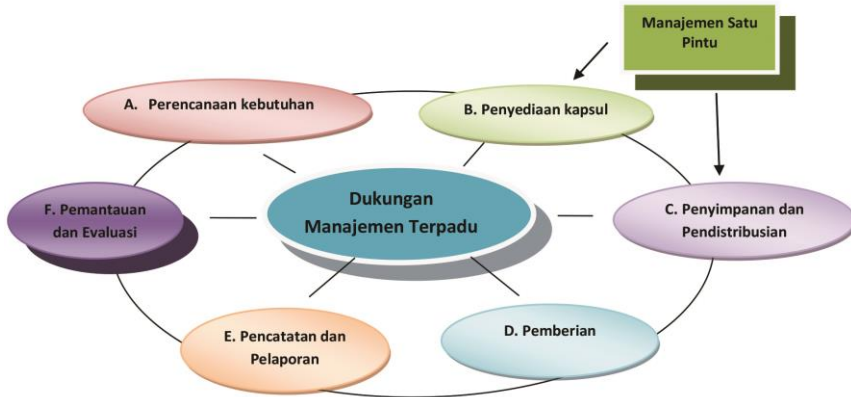 Manajemen Satu
Pintu
A. Perencanaan kebutuhan
B. Penyediaan kapsul
Dukungan
Manajemen Terpadu
F. Pemantauan
dan Evaluasi
C. Penyimpanan dan
Pendistribusian
E. Pencatatan dan
Pelaporan
D. Pemberian